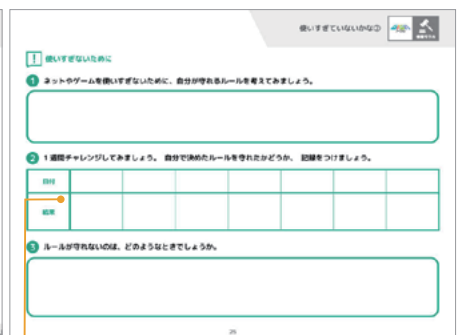 使いすぎていないかな②
! 使いすぎないために
1 ネットやゲームを使いすぎないために、自分が守れるルールを考えてみましょう。
2 1週間チャレンジしてみましょう。 自分で決めたルールを守れたかどうか、 記録をつけましょう。
日付
結果
3 ルールが守れないのは、どのようなときでしょうか。